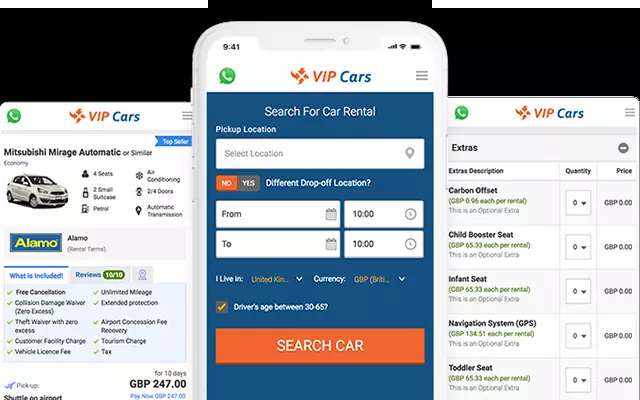 VIP Cars
Top Seller
Mitsubishi Mirage Automatic or Similar
Economy
4 Seats
Air Conditioning
2 Small Suitcase
2/4 Doors
Petrol
Automatic Transmission
Alamo
Alamo
(Rental Terms)
What is Included!
Reviews 10/10
Free Cancellation
Unlimited Mileage
Collision Damage Waiver (Zero Excess)
Extended protection
Theft Waiver with zero excess
Airport Concession Fee Recovery
Customer Facility Charge
Tourism Charge
Vehicle Licence Fee
Tax
for 10 days
Pick-up:
GBP 247.00
Shuttle on airport
Pay Now GBP 247.00
9:41
VIP Cars
Search For Car Rental
Pickup Location
Select Location
NO YES Different Drop-off Location?
From
10:00
To
10:00
I Live in: United Kin..
Currency: GBP (Briti...
Driver's age between 30-65?
SEARCH CAR
VIP Cars
Extras
Extras Description Quantity Price
Carbon Offset
(GBP 0.96 each per rental)
This is an Optional Extra
0
GBP 0.00
Child Booster Seat
(GBP 65.33 each per rental)
This is an Optional Extra
0
GBP 0.00
Infant Seat
(GBP 65.33 each per rental)
This is an Optional Extra
0
GBP 0.00
Navigation System (GPS)
(GBP 134.51 each per rental)
This is an Optional Extra
0
GBP 0.00
Toddler Seat
(GBP 65.33 each per rental)
This is an Optional Extra
0
GBP 0.00